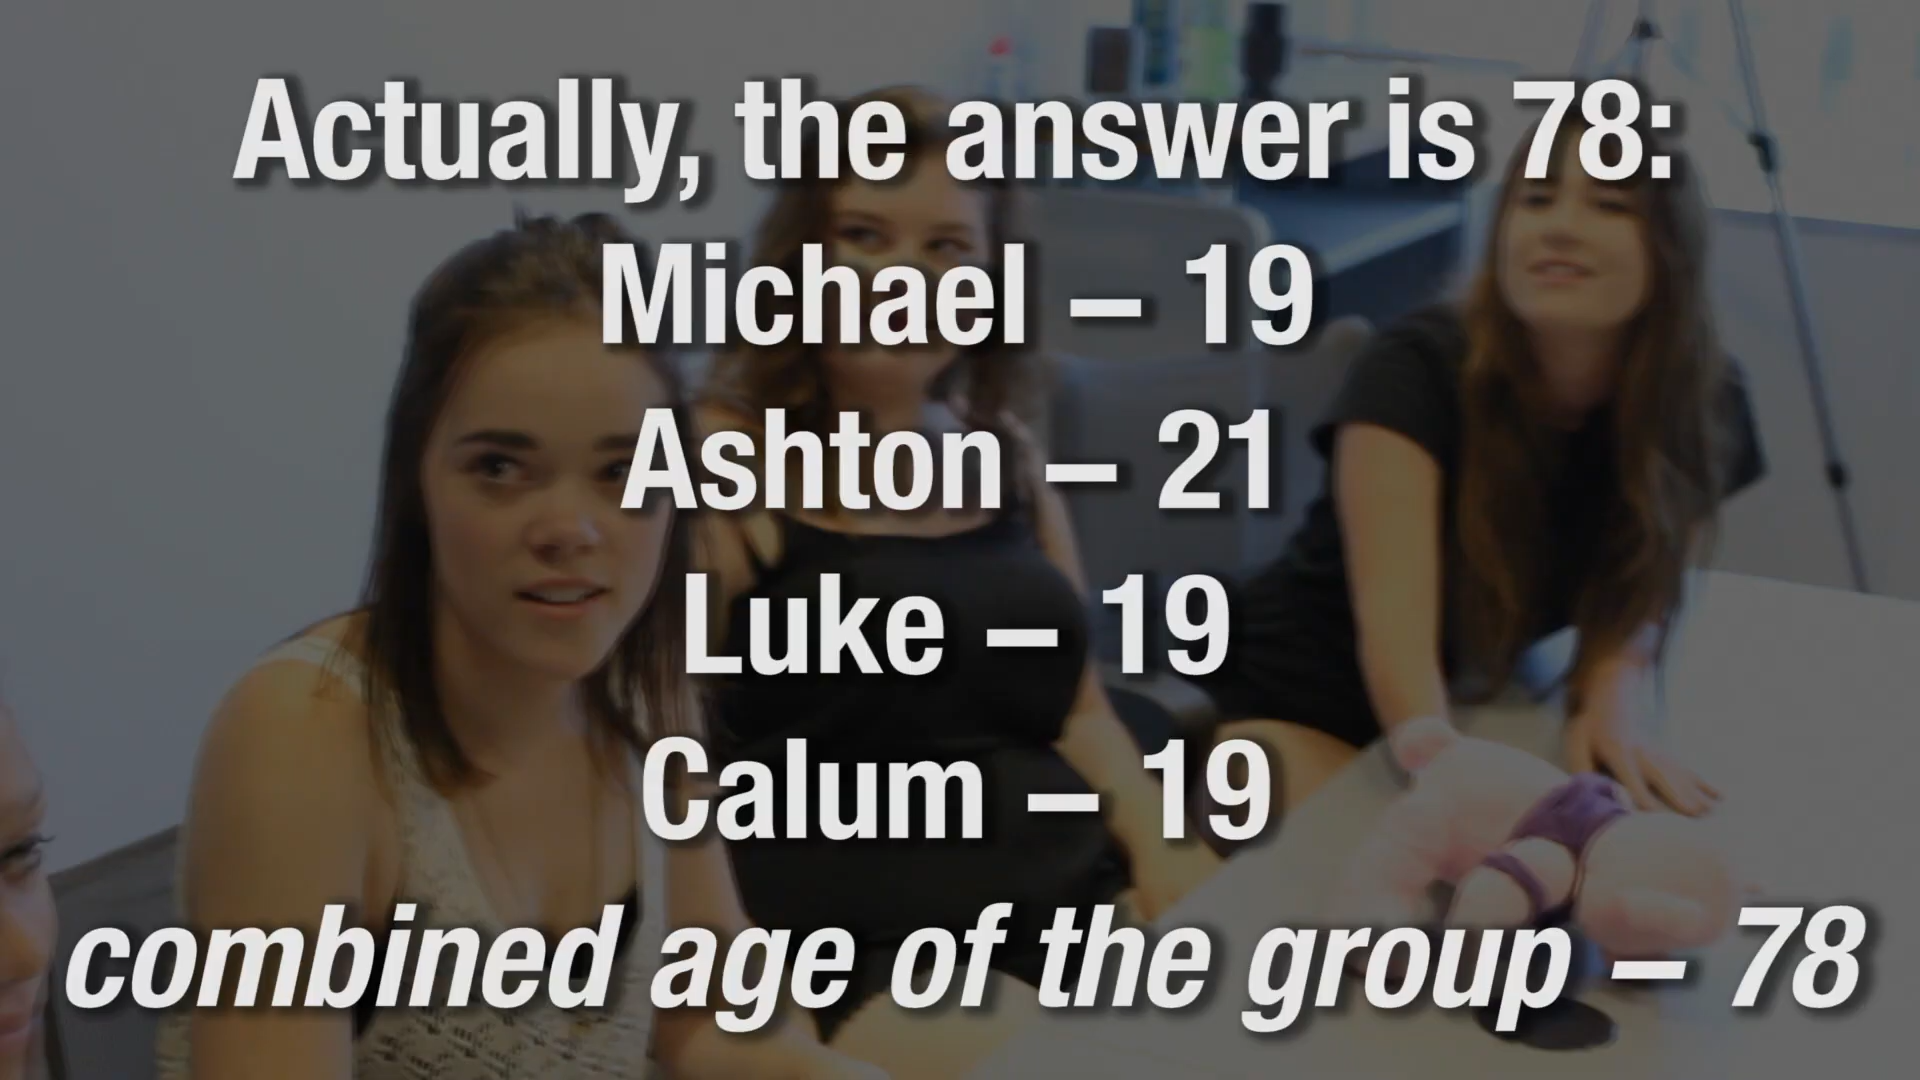 Actually, the answer is 78:
Michael – 19
Ashton – 21
Luke – 19
Calum – 19
combined age of the group – 78